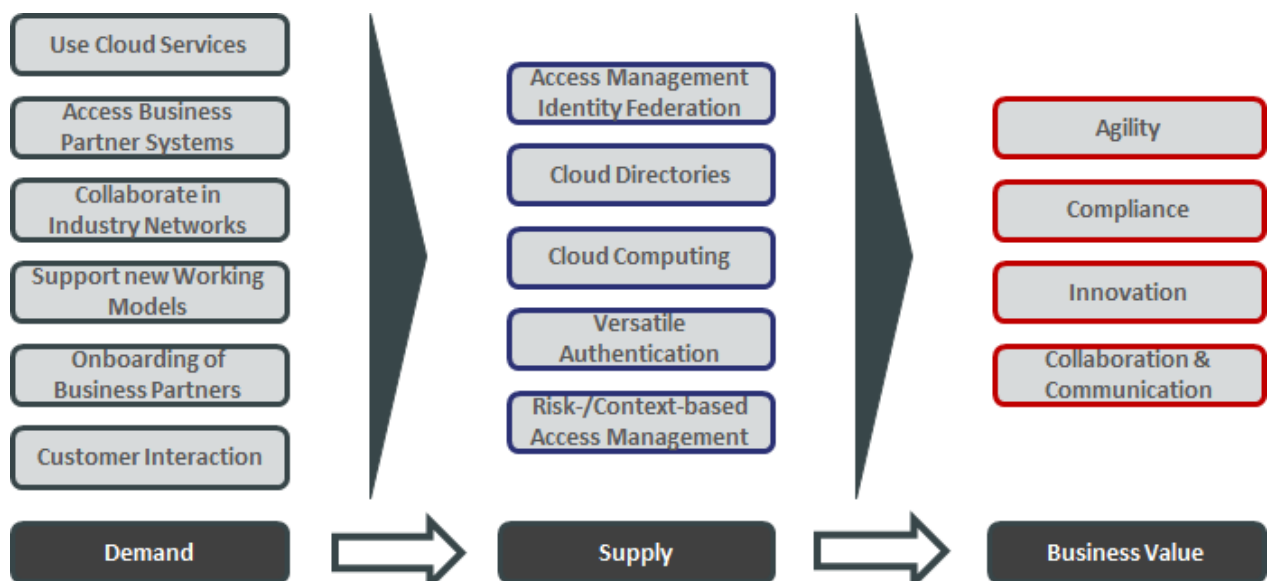 Use Cloud Services
Access Business
Partner Systems
Collaborate in
Industry Networks
Support new Working
Models
Onboarding of
Business Partners
Customer Interaction
Demand
Access Management
Identity Federation
Cloud Directories
Cloud Computing
Versatile
Authentication
Risk-/Context-based
Access Management
Supply
Agility
Compliance
Innovation
Collaboration &
Communication
Business Value